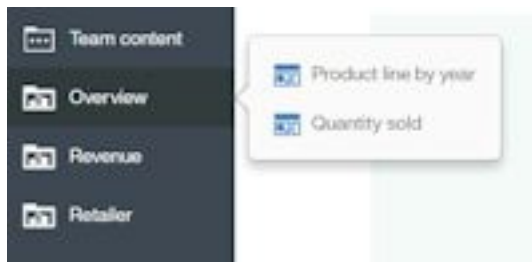 Team content
Overview
Revenue
Retailer
Product line by year
Quantity sold